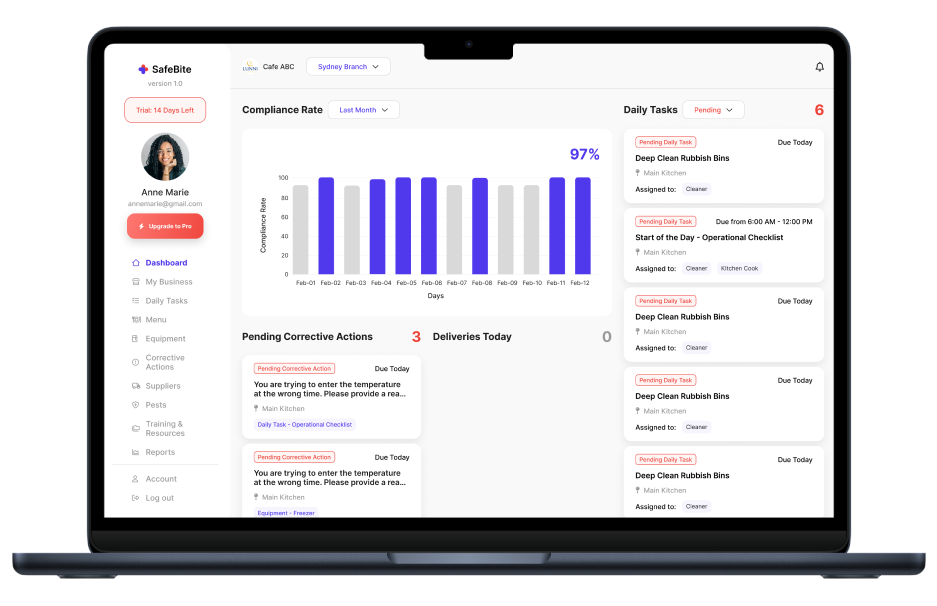 SafeBite
version 1.0
Trial: 14 Days Left
Anne Marie
annemarie@gmail.com
Upgrade to Pro
Dashboard
My Business
Daily Tasks
Menu
Equipment
Corrective
Actions
Suppliers
Pests
Training &
Resources
Reports
Account
Log out
LUNNI
Cafe ABC
Sydney Branch
Compliance Rate
Last Month
97%
Compliance Rate
100
80
60
40
20
0
Feb-01 Feb-02 Feb-03 Feb-04 Feb-05 Feb-06 Feb-07 Feb-08 Feb-09 Feb-10 Feb-11 Feb-12
Days
Pending Corrective Actions 3
Pending Corrective Action Due Today
You are trying to enter the temperature
at the wrong time. Please provide a rea...
Main Kitchen
Daily Task - Operational Checklist
Pending Corrective Action Due Today
You are trying to enter the temperature
at the wrong time. Please provide a rea...
Main Kitchen
Equipment - Freezer
Deliveries Today 0
Daily Tasks Pending 6
Pending Daily Task Due Today
Deep Clean Rubbish Bins
Main Kitchen
Assigned to: Cleaner
Pending Daily Task Due from 6:00 AM - 12:00 PM
Start of the Day - Operational Checklist
Main Kitchen
Assigned to: Cleaner Kitchen Cook
Pending Daily Task Due Today
Deep Clean Rubbish Bins
Main Kitchen
Assigned to: Cleaner
Pending Daily Task Due Today
Deep Clean Rubbish Bins
Main Kitchen
Assigned to: Cleaner
Pending Daily Task Due Today
Deep Clean Rubbish Bins
Main Kitchen
Assigned to: Cleaner